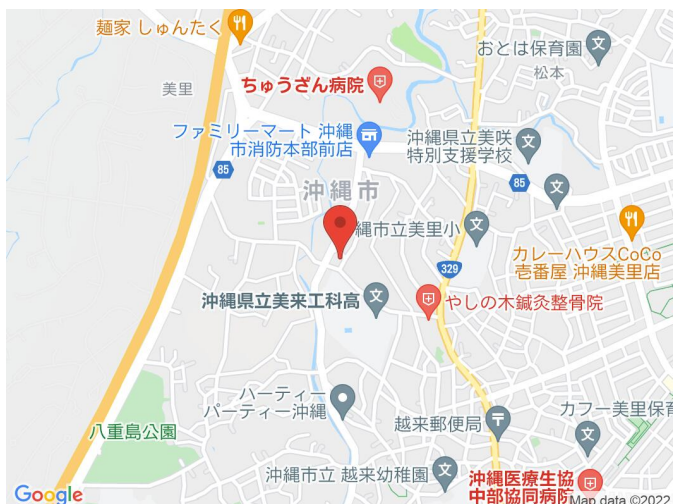 麺家 しゅんたく
おとは保育園
松本
美里
ちゅうざん病院
ファミリーマート 沖縄
市消防本部前店
沖縄県立美咲
特別支援学校
85
85
沖縄市
縄市立美里小
カレーハウスCoCo
壱番屋 沖縄美里店
329
沖縄県立美来工科高
やしの木鍼灸整骨院
パーティー
パーティー沖縄
八重島公園
越来郵便局
カフー美里保育
沖縄市立 越来幼稚園
沖縄医療生協
中部協同病院
Google
Map data ©2022